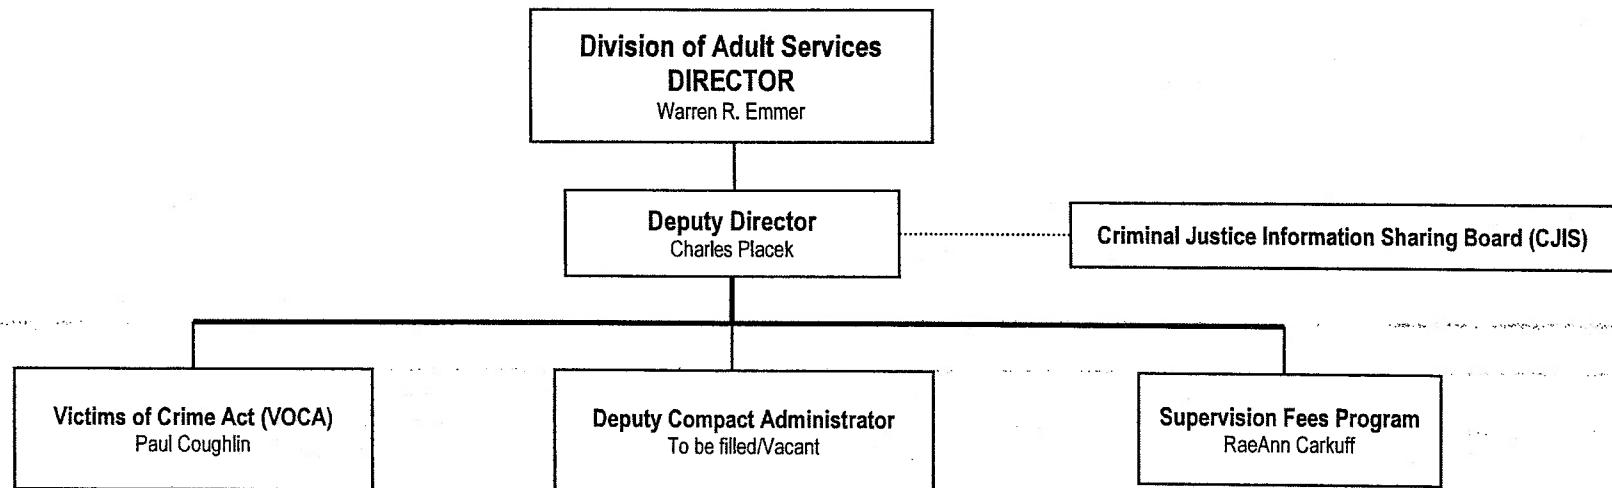 Division of Adult Services
DIRECTOR
Warren R. Emmer
Deputy Director
Charles Placek
Criminal Justice Information Sharing Board (CJIS)
Victims of Crime Act (VOCA)
Paul Coughlin
Deputy Compact Administrator
To be filled/Vacant
Supervision Fees Program
RaeAnn Carkuff